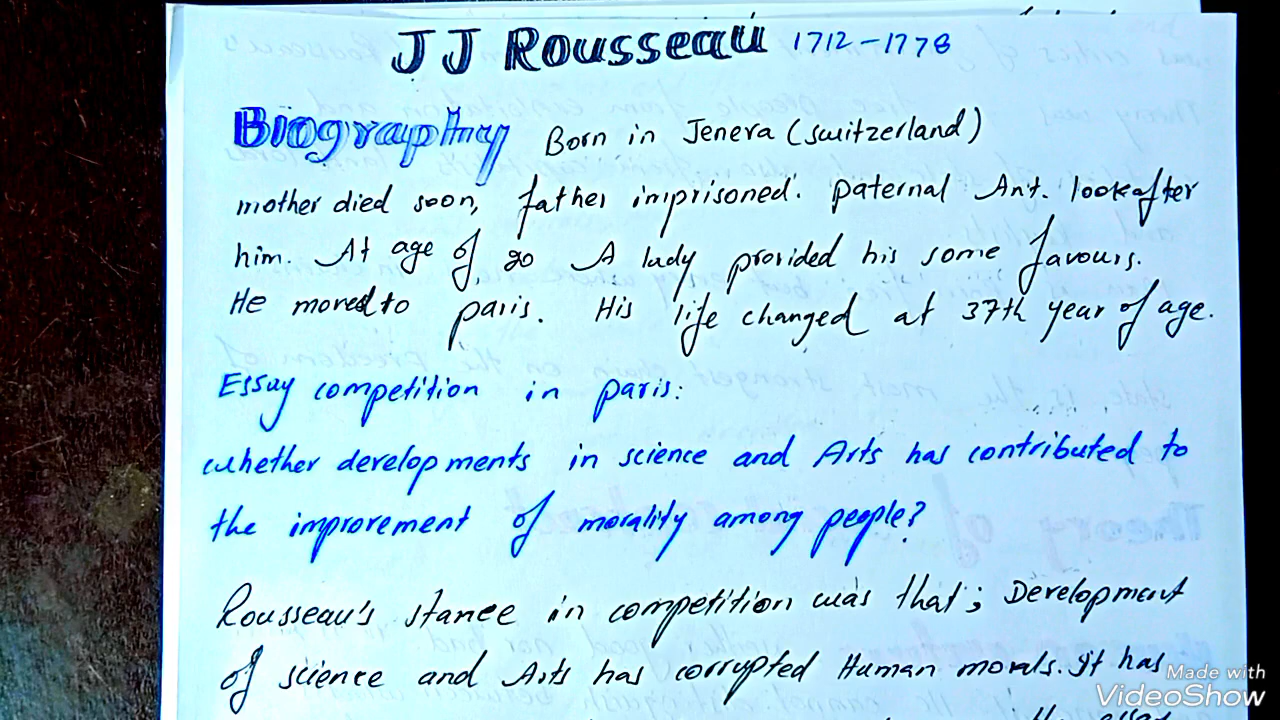 J J Rousseau 1712-1778
Biography Born in Jeneva (switzerland)
mother died soon, father imprisoned. paternal Ant. lookafter
him. At age of 20 A lady provided his some favours.
He moved to paris. His life changed at 37th year of age.
Essay competition in paris:
whether developments in science and Arts has contributed to
the improvement of morality among people?
Rousseau's stance in competition was that; Development
of science and Arts has corrupted Human morals. It has
Made with
VideoShow